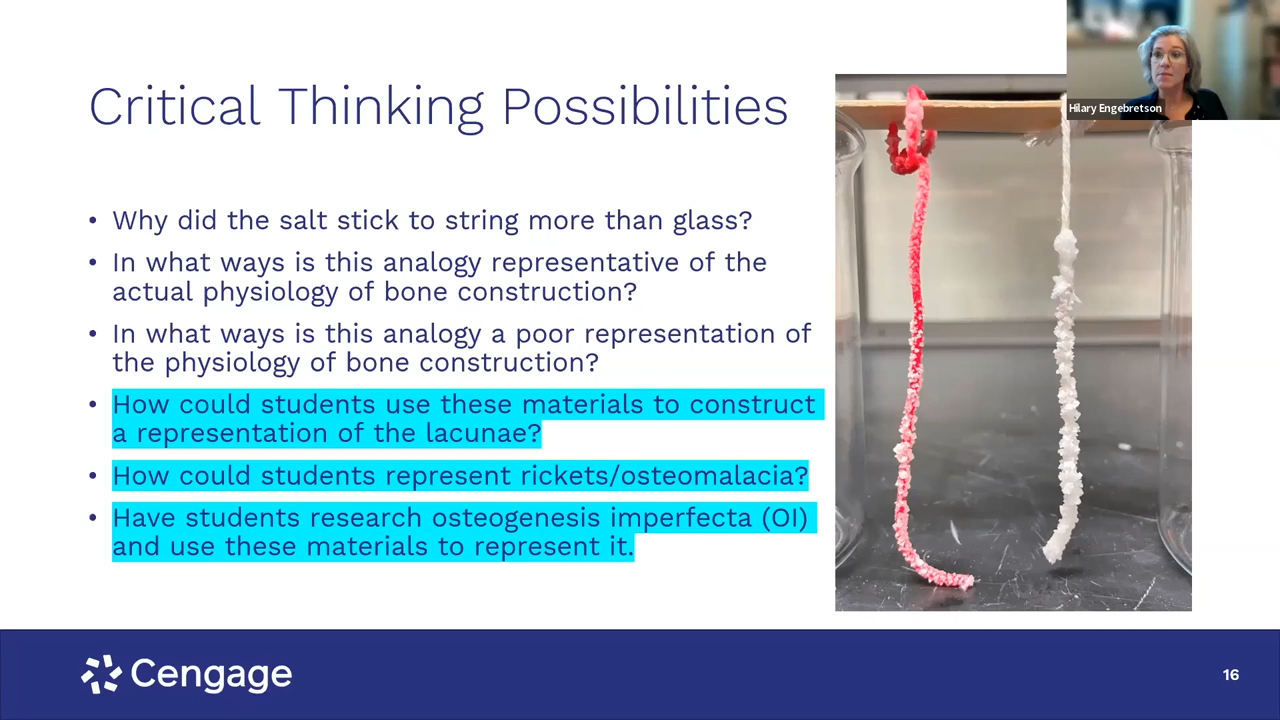 Critical Thinking Possibilities
Hilary Engebretson
• Why did the salt stick to string more than glass?
• In what ways is this analogy representative of the
actual physiology of bone construction?
• In what ways is this analogy a poor representation of
the physiology of bone construction?
• How could students use these materials to construct
a representation of the lacunae?
• How could students represent rickets/osteomalacia?
• Have students research osteogenesis imperfecta (OI)
and use these materials to represent it.
Cengage
16